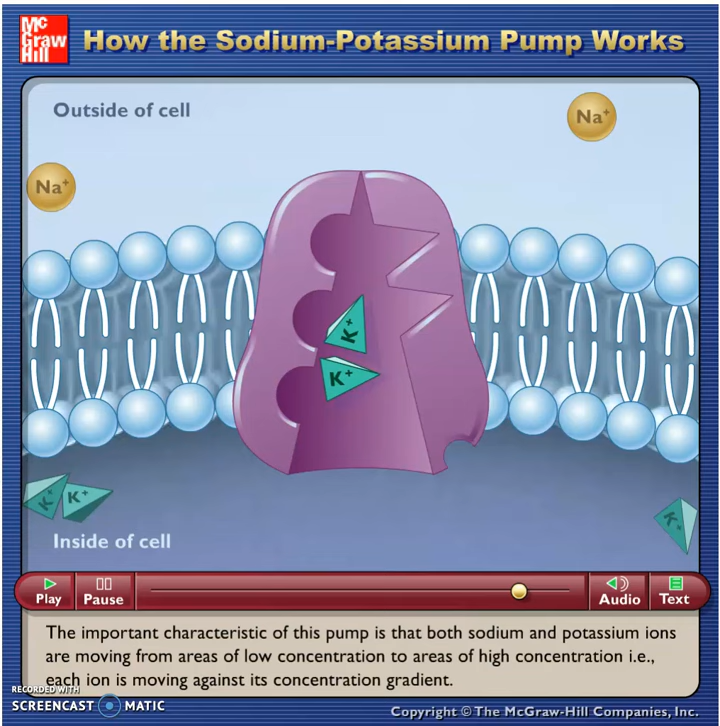 Mc
Graw
Hill
How the Sodium-Potassium Pump Works
Outside of cell
Na+
Na+
K+
K+
K+
K+
K+
Inside of cell
Play
Pause
Audio
Text
The important characteristic of this pump is that both sodium and potassium ions
are moving from areas of low concentration to areas of high concentration i.e.,
each ion is moving against its concentration gradient.
RECORDED WITH
SCREENCAST MATIC
Copyright © The McGraw-Hill Companies, Inc.